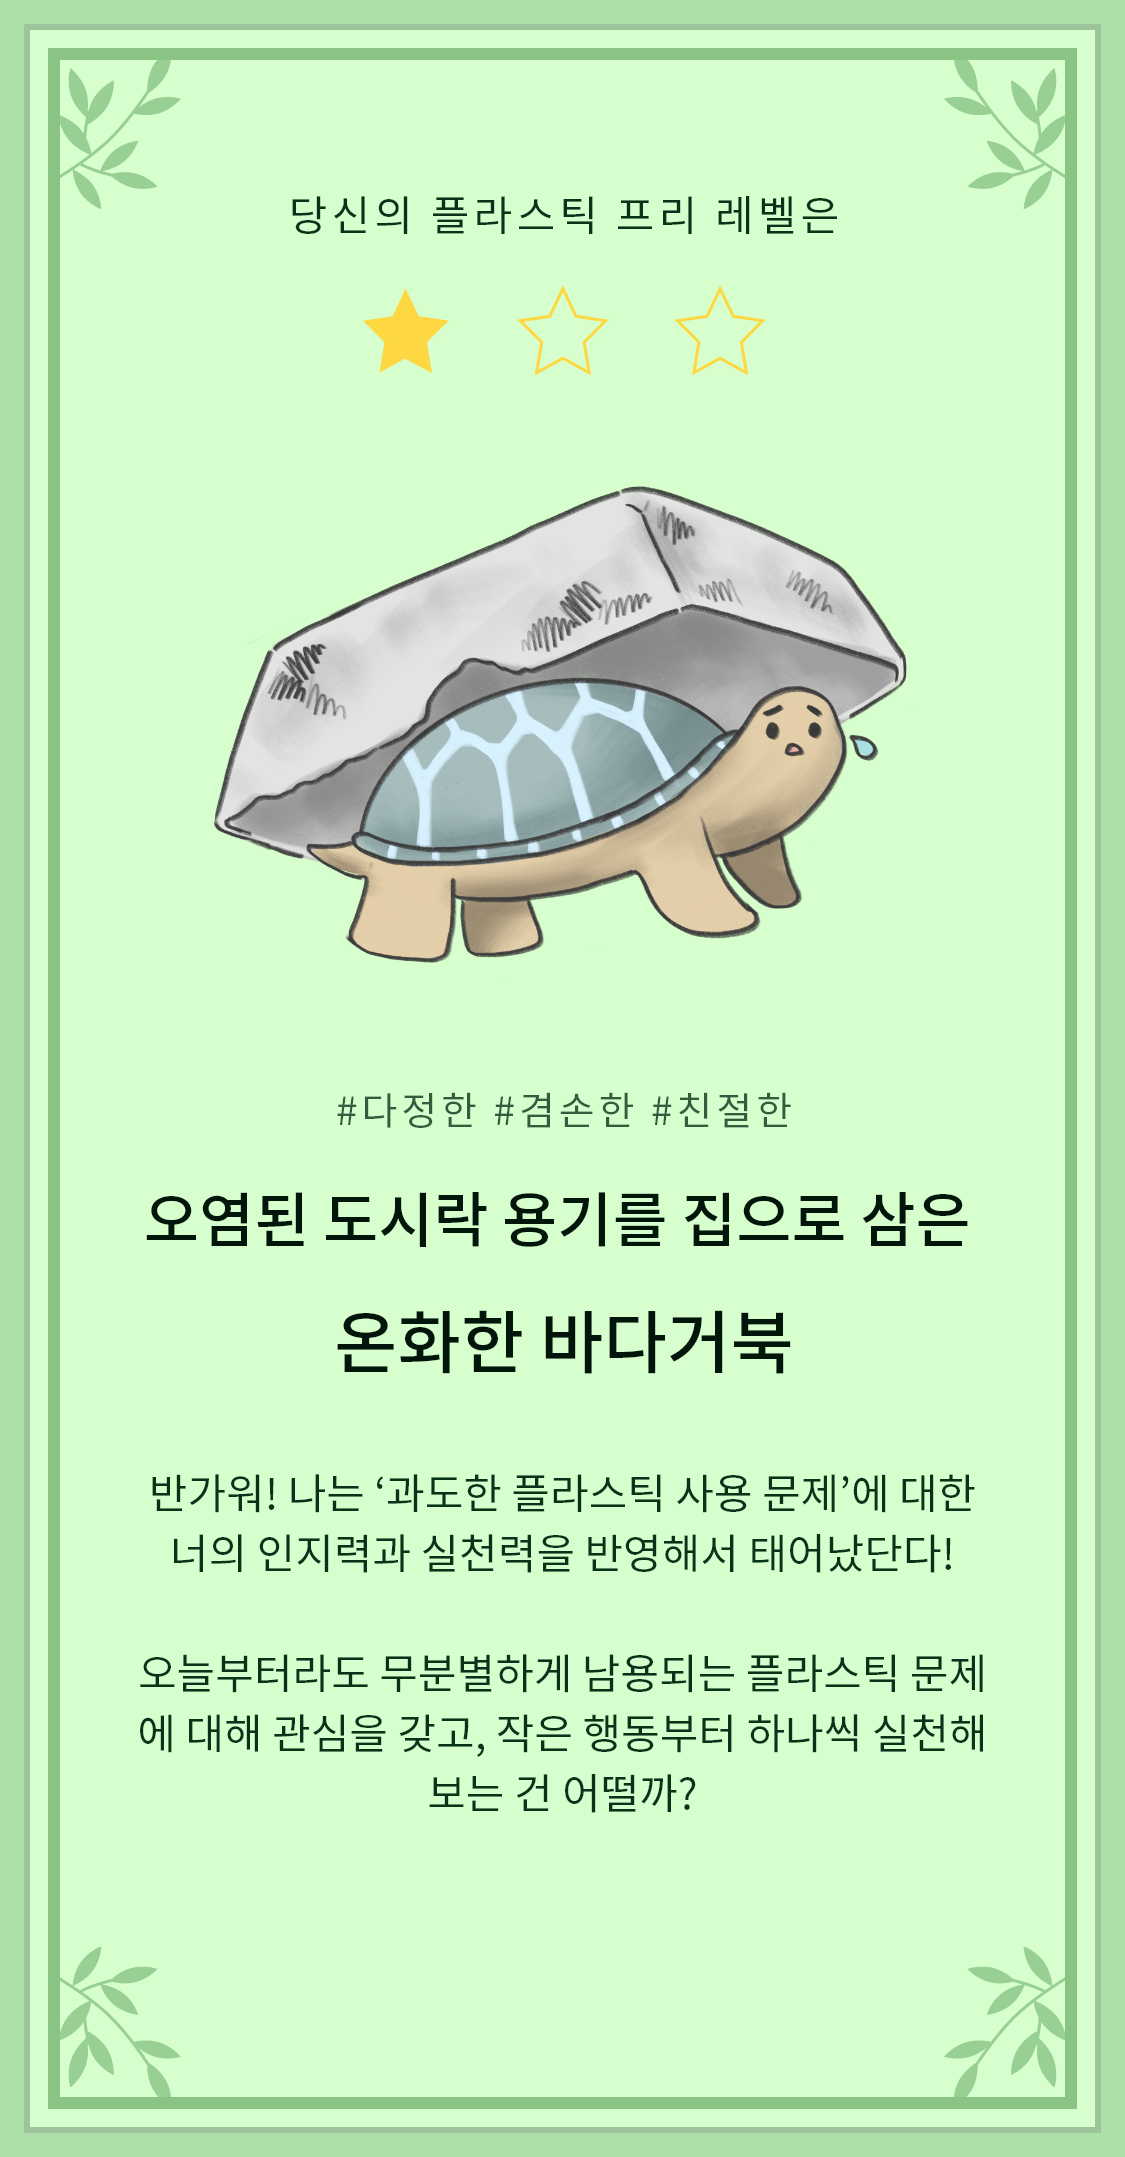 당신의 플라스틱 프리 레벨은
#다정한 #겸손한 #친절한
오염된 도시락 용기를 집으로 삼은
온화한 바다거북
반가워! 나는 ‘과도한 플라스틱 사용 문제’에 대한
너의 인지력과 실천력을 반영해서 태어났단다!
오늘부터라도 무분별하게 남용되는 플라스틱 문제
에 대해 관심을 갖고, 작은 행동부터 하나씩 실천해
보는 건 어떨까?